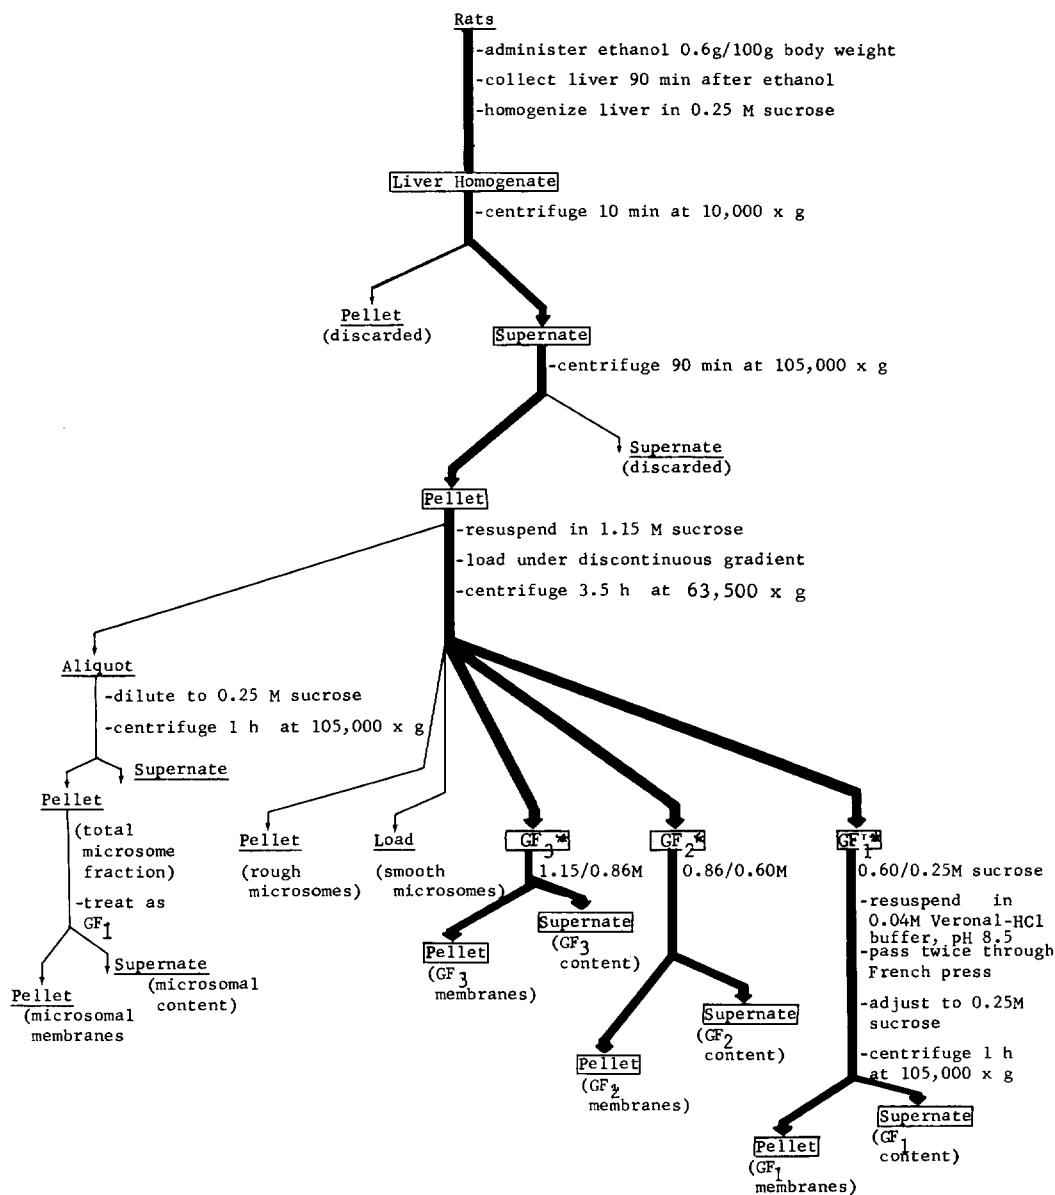 Rats
-administer ethanol 0.6g/100g body weight
-collect liver 90 min after ethanol
-homogenize liver in 0.25 M sucrose
Liver Homogenate
-centrifuge 10 min at 10,000 x g
Pellet
(discarded)
Supernate
-centrifuge 90 min at 105,000 x g
Supernate
(discarded)
Pellet
-resuspend in 1.15 M sucrose
-load under discontinuous gradient
-centrifuge 3.5 h at 63,500 x g
Aliquot
-dilute to 0.25 M sucrose
-centrifuge 1 h at 105,000 x g
Supernate
Pellet
(total
microsome
fraction)
-treat as
GF1
Supernate
(microsomal
content)
Pellet
(microsomal
membranes
Pellet
(rough
microsomes)
Load
(smooth
microsomes)
GF3*
1.15/0.86M
Supernate
(GF3
content)
Pellet
(GF3
membranes)
GF2*
0.86/0.60M
Supernate
(GF2
content)
Pellet
(GF2
membranes)
GF1*
0.60/0.25M sucrose
-resuspend in
0.04M Veronal-HCl
buffer, pH 8.5
-pass twice through
French press
-adjust to 0.25M
sucrose
-centrifuge 1 h
at 105,000 x g
Supernate
(GF1
content)
Pellet
(GF1
membranes)